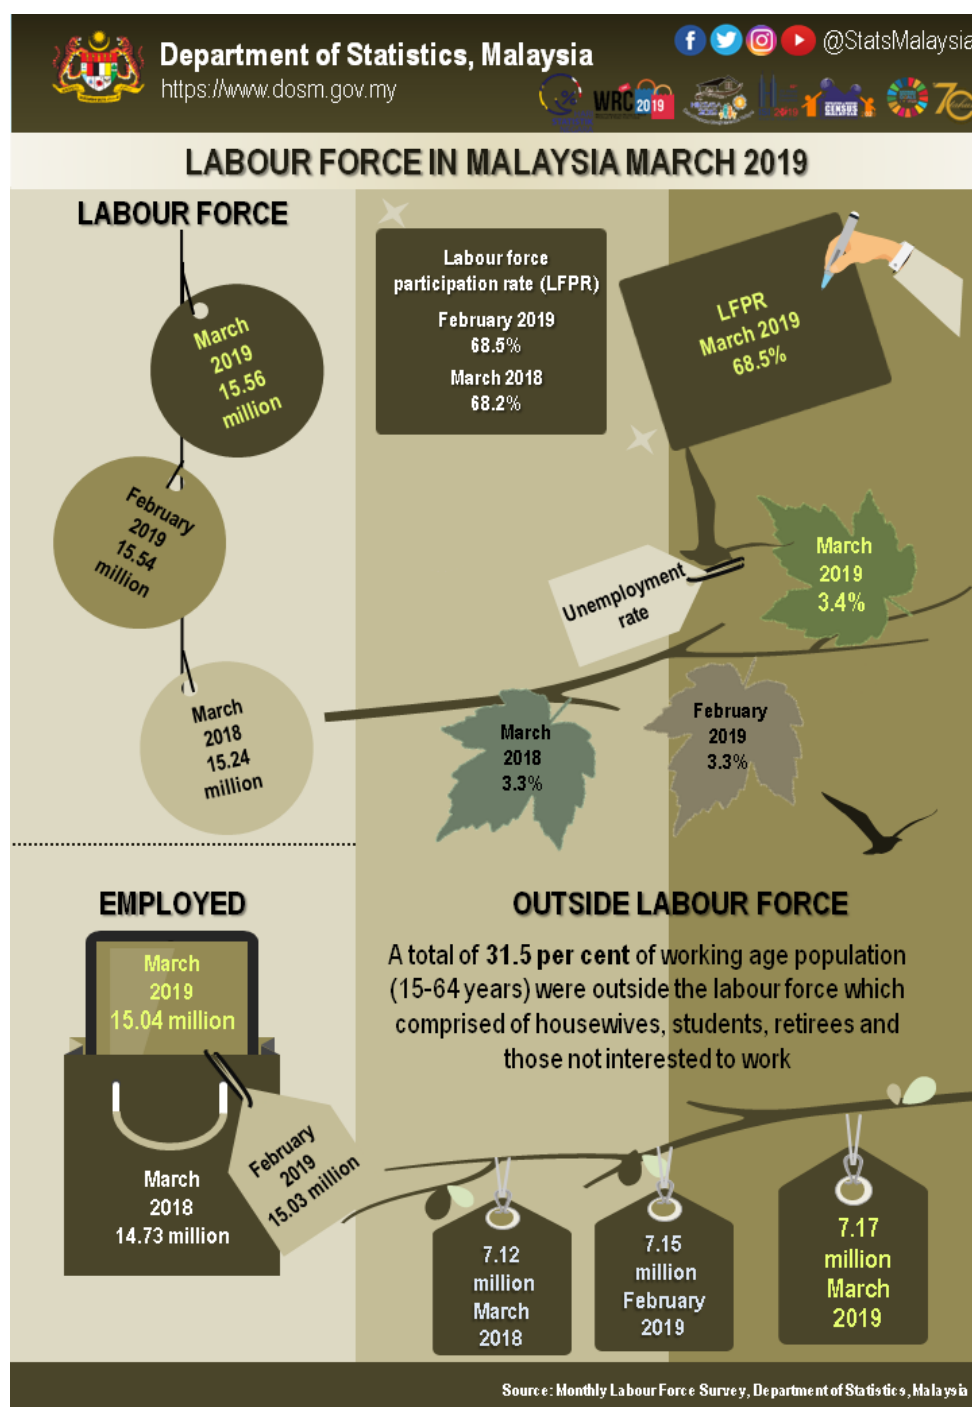 Department of Statistics, Malaysia
https://www.dosm.gov.my
@StatsMalaysia
WRC 2019
CENSUS
70
LABOUR FORCE IN MALAYSIA MARCH 2019
LABOUR FORCE
March
2019
15.56
million
February
2019
15.54
million
March
2018
15.24
million
Labour force
participation rate (LFPR)
February 2019
68.5%
March 2018
68.2%
LFPR
March 2019
68.5%
Unemployment
rate
March
2019
3.4%
February
2019
3.3%
March
2018
3.3%
EMPLOYED
March
2019
15.04 million
February
2019
15.03 million
March
2018
14.73 million
OUTSIDE LABOUR FORCE
A total of 31.5 per cent of working age population
(15-64 years) were outside the labour force which
comprised of housewives, students, retirees and
those not interested to work
7.12
million
March
2018
7.15
million
February
2019
7.17
million
March
2019
Source: Monthly Labour Force Survey, Department of Statistics, Malaysia